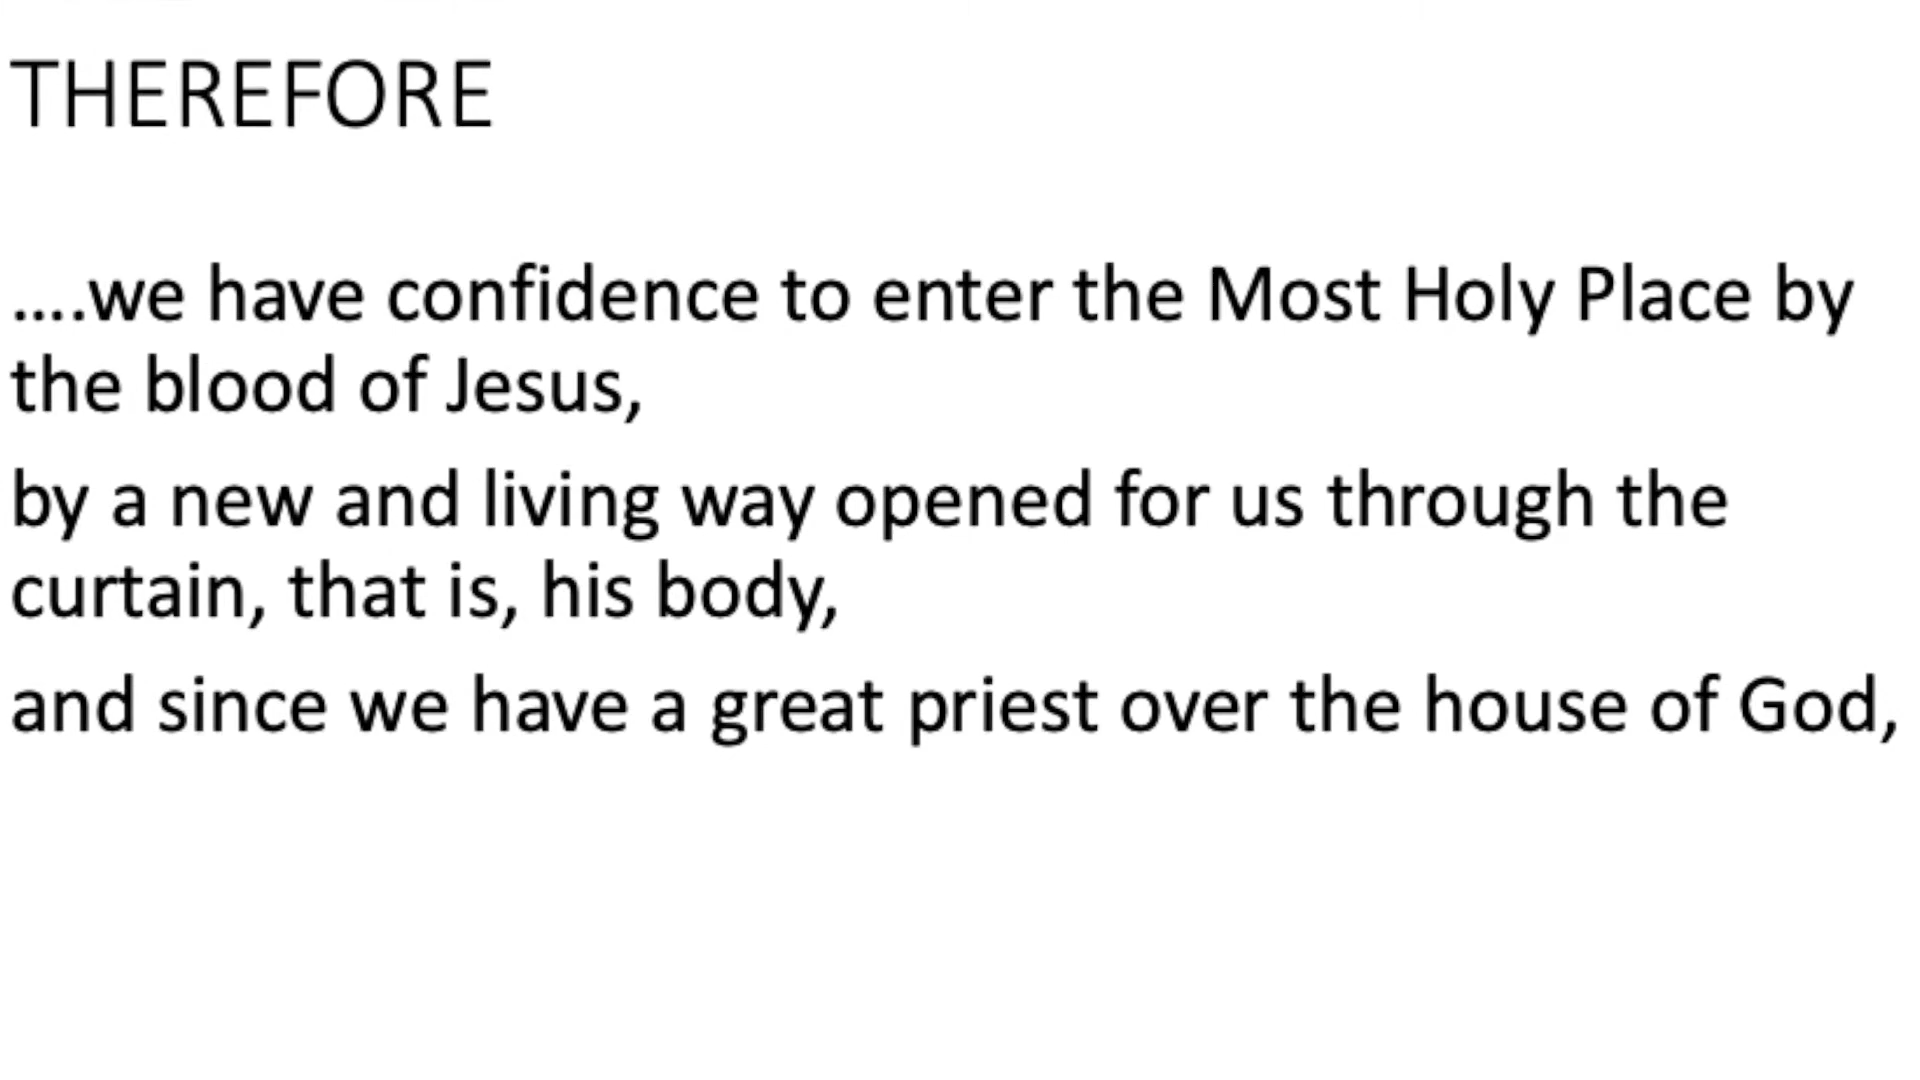 THEREFORE
....we have confidence to enter the Most Holy Place by
the blood of Jesus,
by a new and living way opened for us through the
curtain, that is, his body,
and since we have a great priest over the house of God,